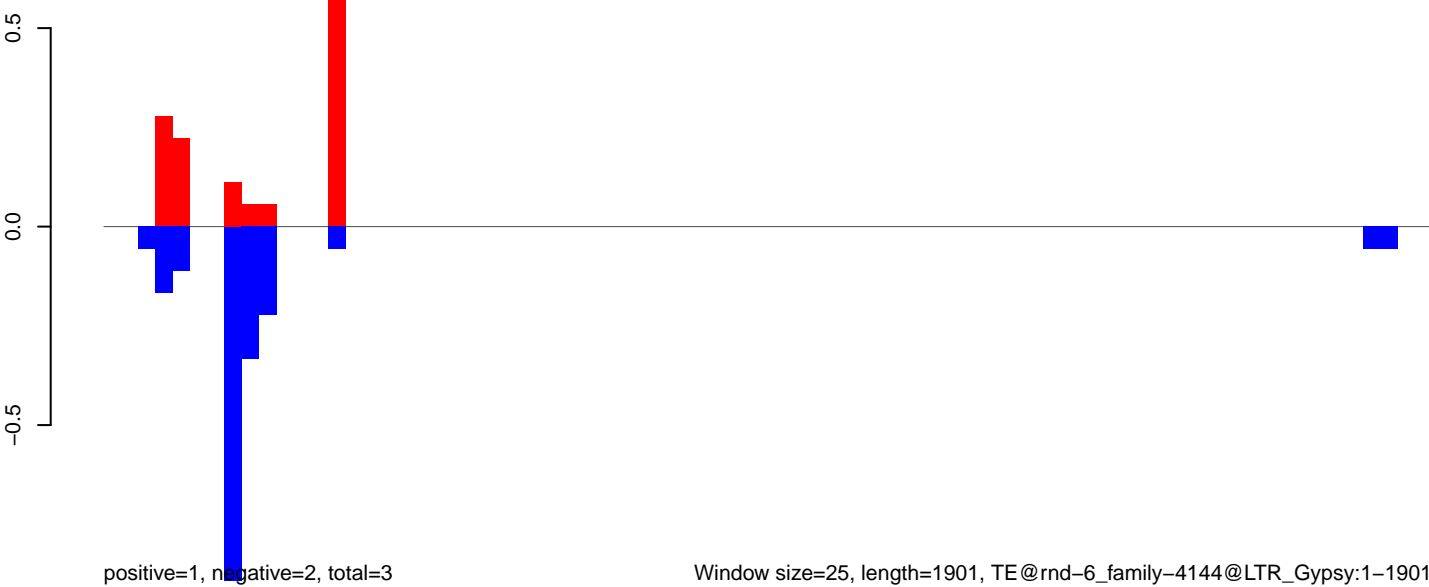 0.5
0.0
−0.5
positive=1, negative=2, total=3
Window size=25, length=1901, TE@rnd−6_family−4144@LTR_Gypsy:1−1901